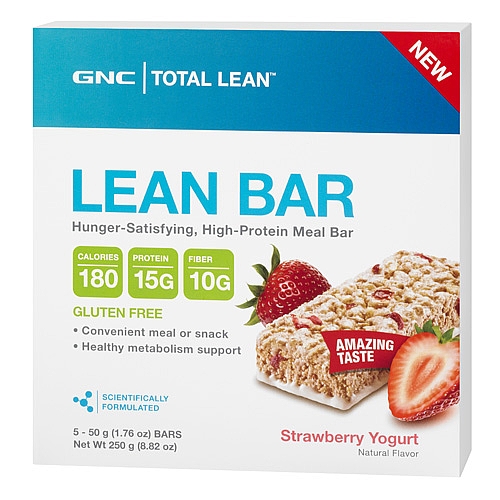 NEW
GNC | TOTAL LEAN™
LEAN BAR
Hunger-Satisfying, High-Protein Meal Bar
CALORIES PROTEIN FIBER
180 15G 10G
GLUTEN FREE
• Convenient meal or snack
• Healthy metabolism support
AMAZING
TASTE
SCIENTIFICALLY
FORMULATED
5 - 50 g (1.76 oz) BARS
Net Wt 250 g (8.82 oz)
Strawberry Yogurt
Natural Flavor